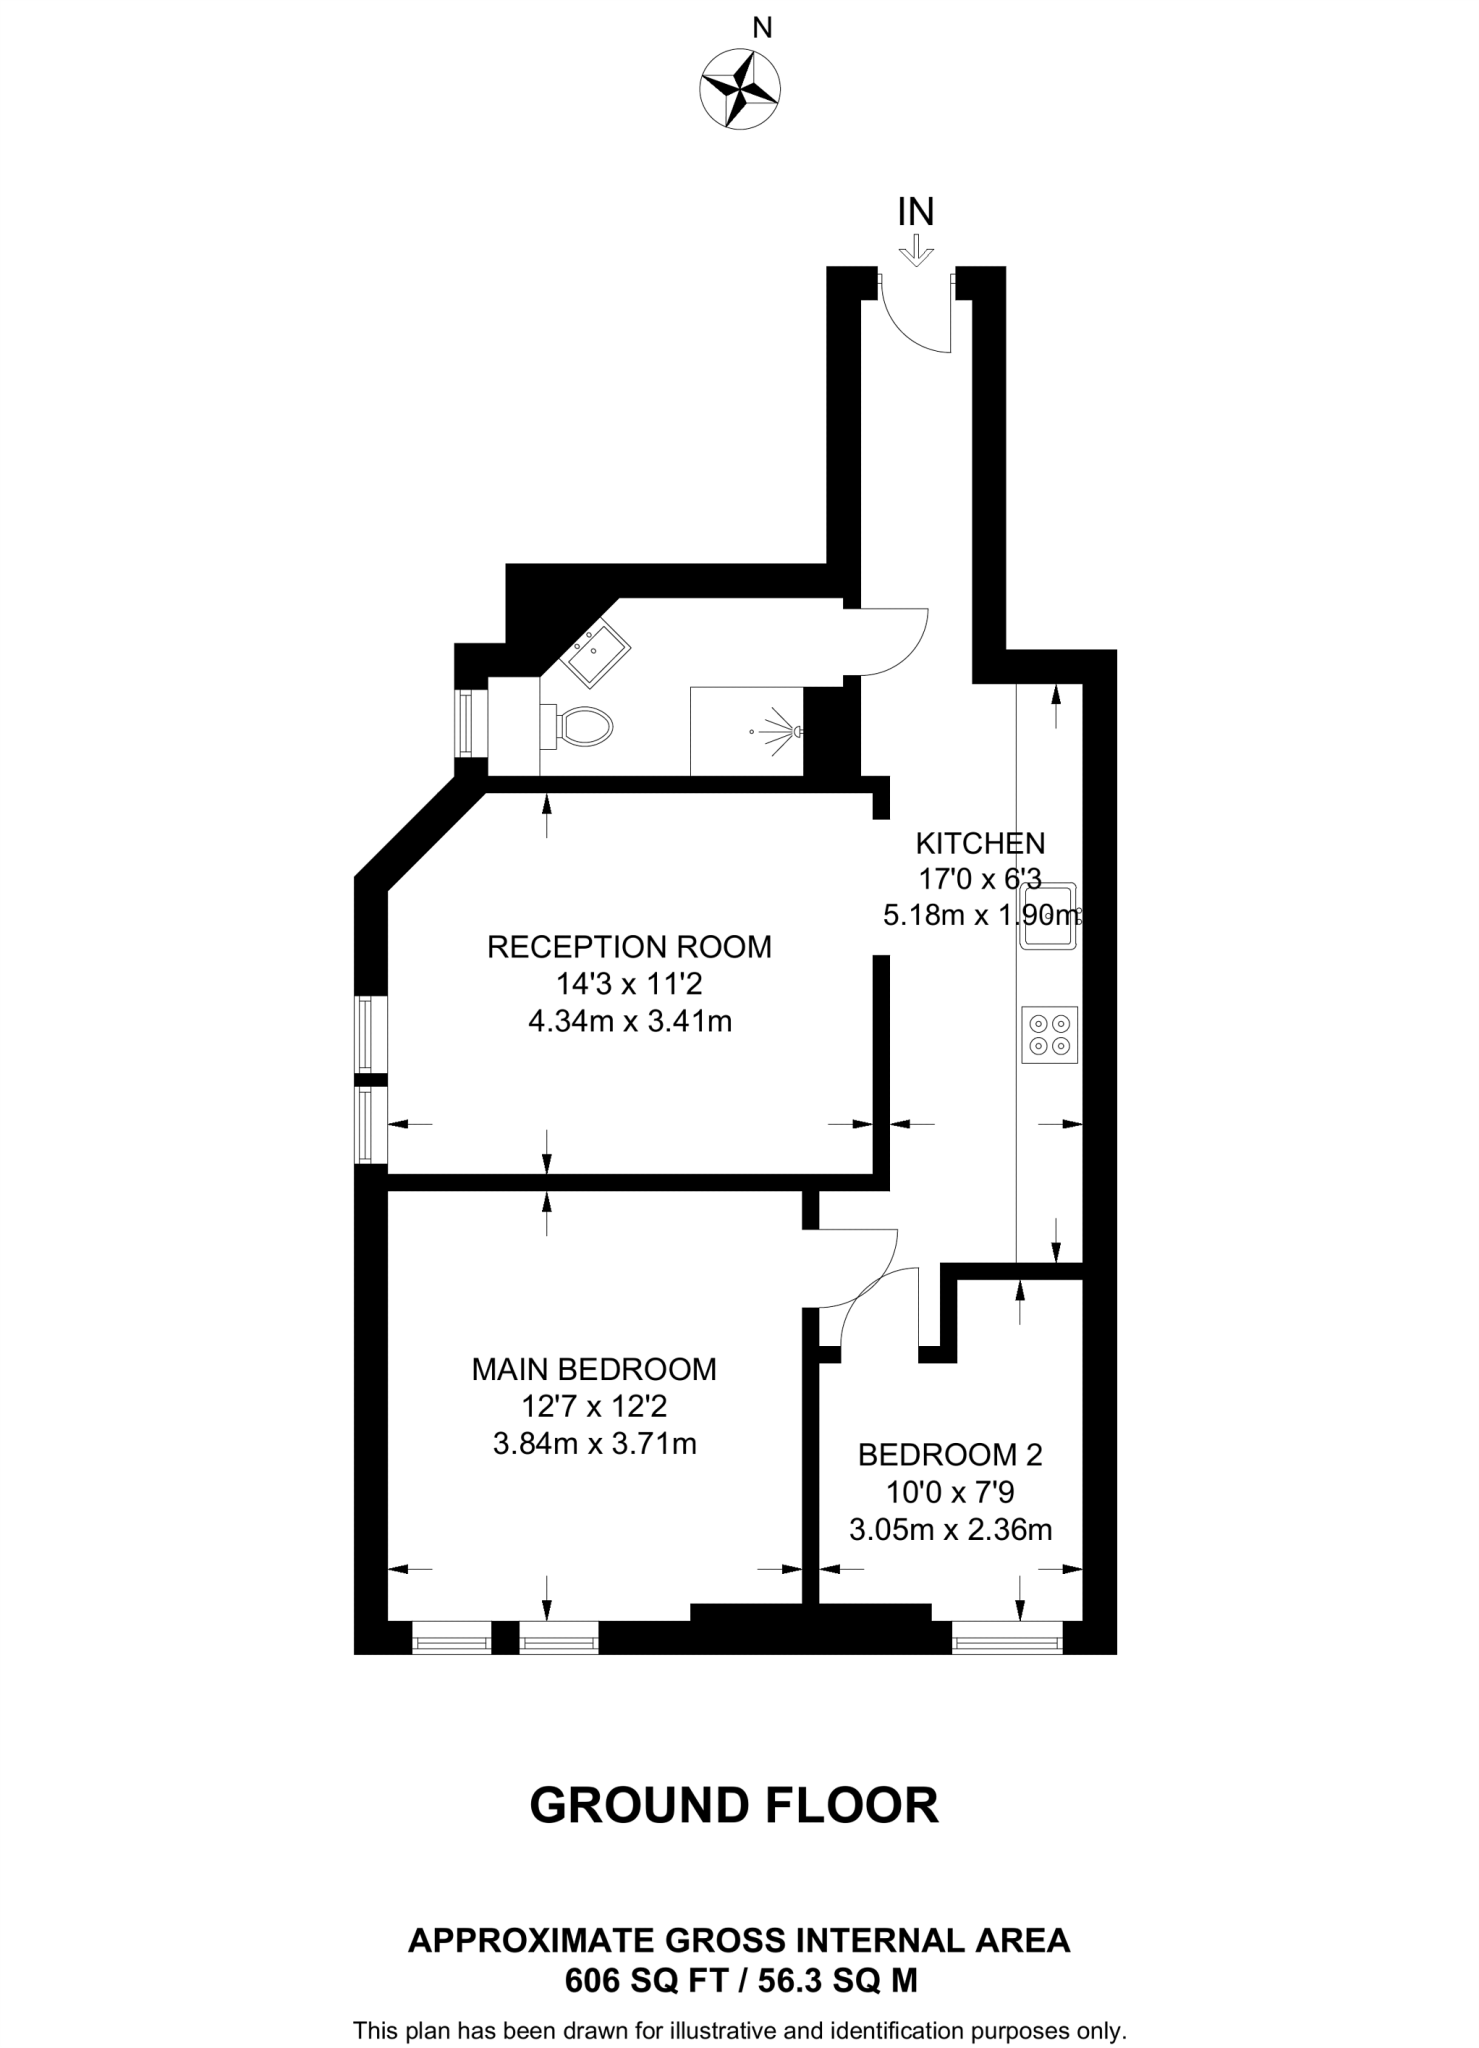 N
IN
KITCHEN
17'0 x 6'3
5.18m x 1.90m
RECEPTION ROOM
14'3 x 11'2
4.34m x 3.41m
MAIN BEDROOM
12'7 x 12'2
3.84m x 3.71m
BEDROOM 2
10'0 x 7'9
3.05m x 2.36m
GROUND FLOOR
APPROXIMATE GROSS INTERNAL AREA
606 SQ FT / 56.3 SQ M
This plan has been drawn for illustrative and identification purposes only.